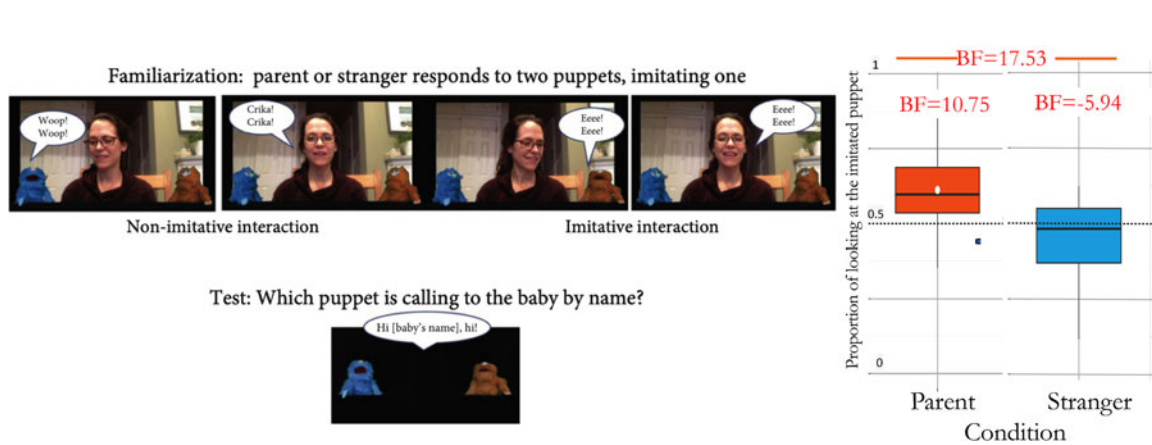 Familiarization: parent or stranger responds to two puppets, imitating one
Woop!
Woop!
Crika!
Crika!
Eeee!
Eeee!
Eeee!
Eeee!
Non-imitative interaction
Imitative interaction
Test: Which puppet is calling to the baby by name?
Hi [baby's name], hi!
BF=17.53
1
BF=10.75
BF=-5.94
0.5
0
Proportion of looking at the imitated puppet
Parent
Stranger
Condition